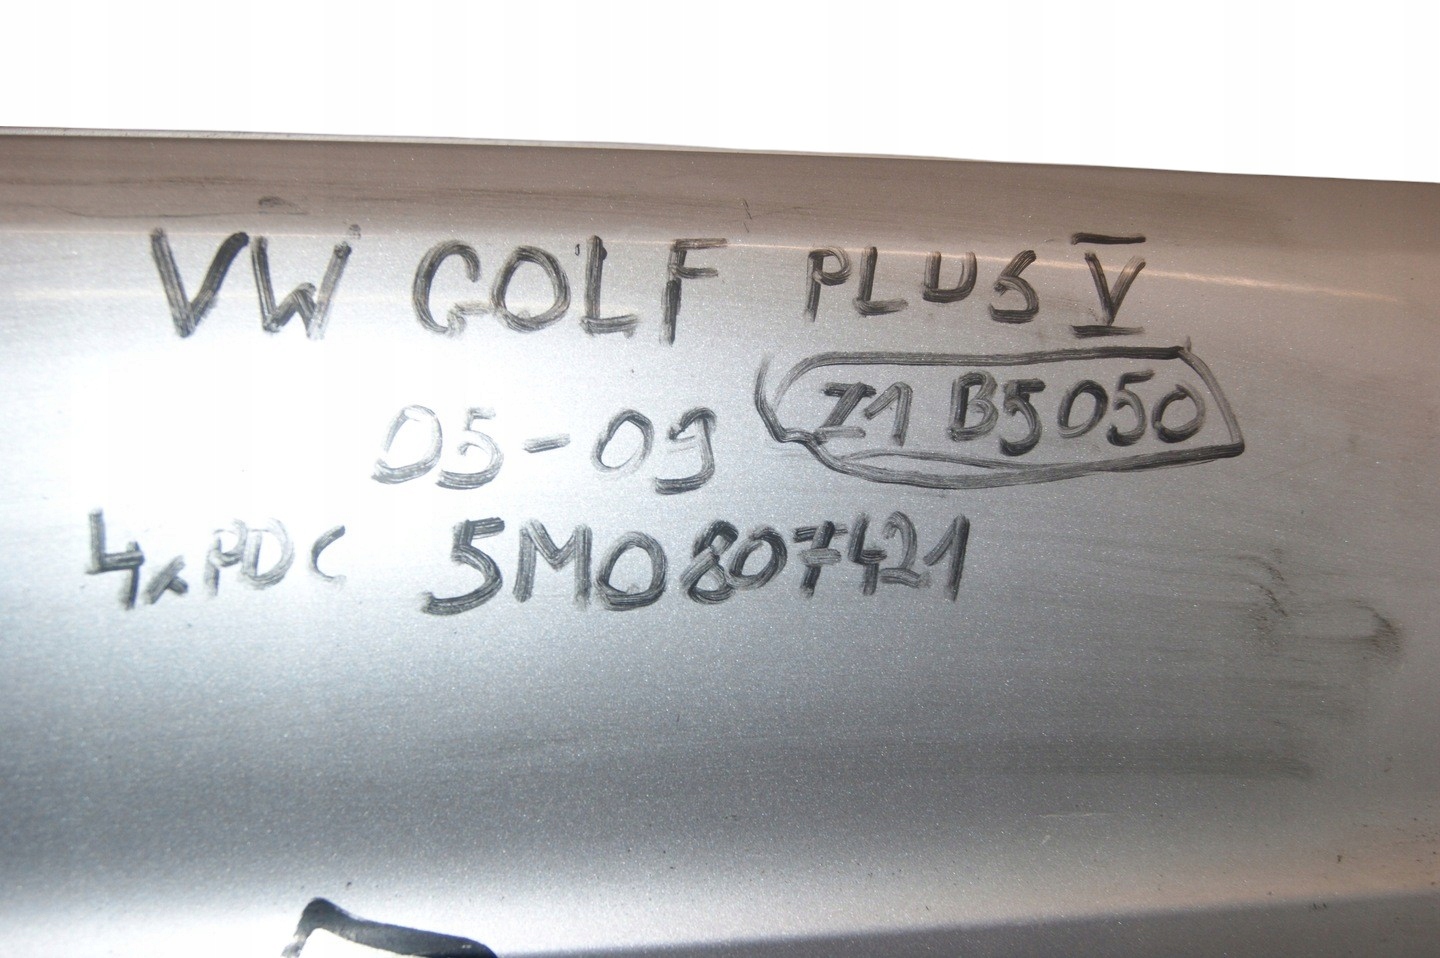 VW GOLF PLUS V
05-09 Z1 B5050
4xPDC 5M0807421